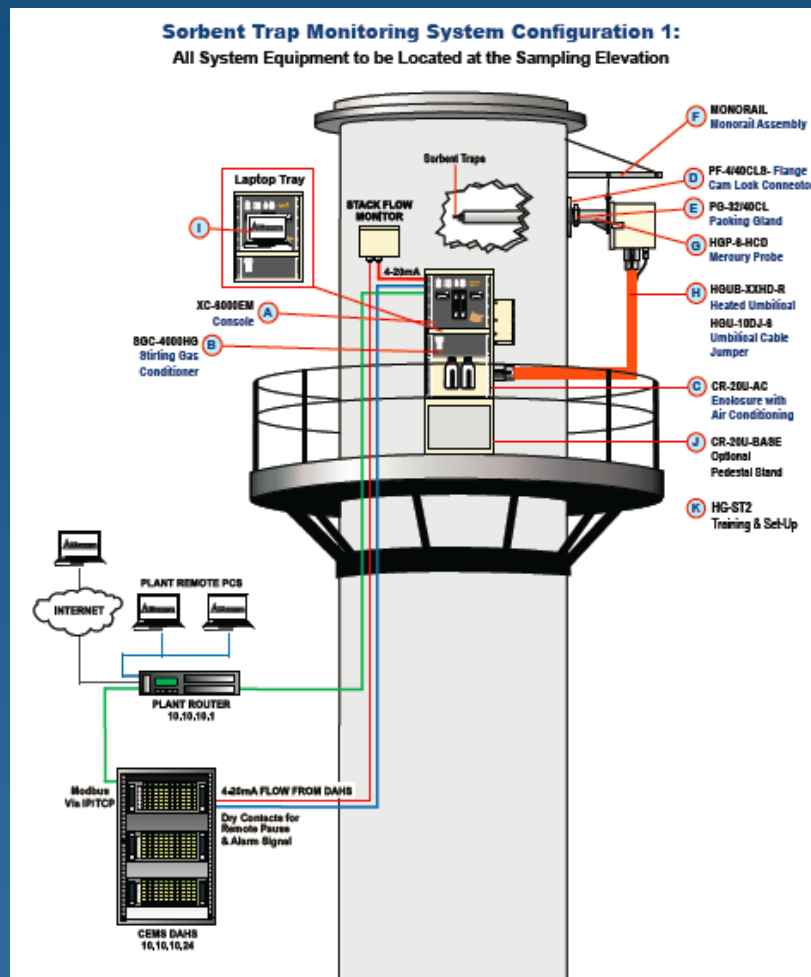 Sorbent Trap Monitoring System Configuration 1:
All System Equipment to be Located at the Sampling Elevation
F
MONORAIL
Monorail Assembly
Sorbent Traps
Laptop Tray
D
PF-4/40CLS- Flange
Cam Lock Connector
STACK FLOW
MONITOR
E
PG-32/40CL
Packing Gland
I
G
HGP-6-HCD
Mercury Probe
4-20mA
H
HGUB-XXHD-R
Heated Umbilical
HGU-10DJ-6
Umbilical Cable
Jumper
XC-6000EM
Console
A
SGC-4000HG
Stirling Gas
Conditioner
B
C
CR-20U-AC
Enclosure with
Air Conditioning
J
CR-20U-BASE
Optional
Pedestal Stand
K
HG-ST2
Training & Set-Up
INTERNET
PLANT REMOTE PCS
PLANT ROUTER
10,10,10,1
Modbus
Via IP/TCP
4-20mA FLOW FROM DAHS
Dry Contacts for
Remote Pause
& Alarm Signal
CEMS DAHS
10,10,10,24